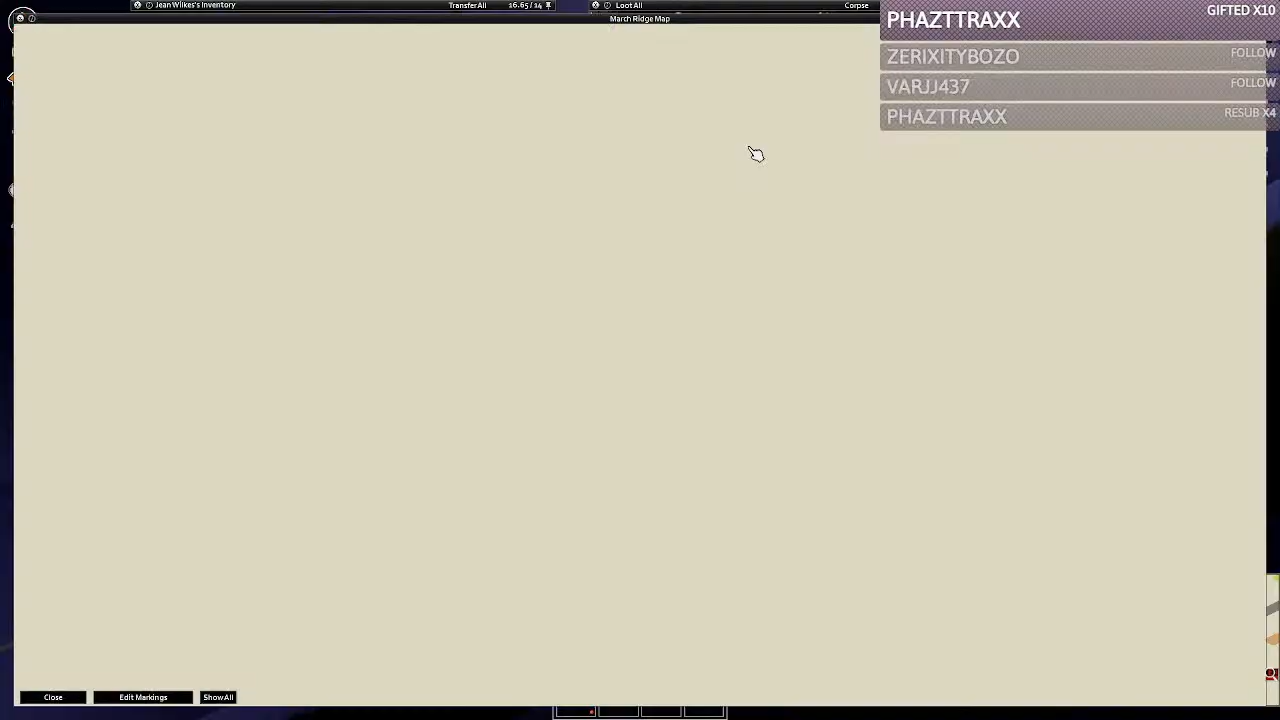 Jean Wilkes's Inventory
Transfer All
16.65 / 14
Loot All
Corpse
March Ridge Map
PHAZTTRAXX
GIFTED X10
ZERIXITYBOZO
FOLLOW
VARJJ437
FOLLOW
PHAZTTRAXX
RESUB X4
Close
Edit Markings
Show All